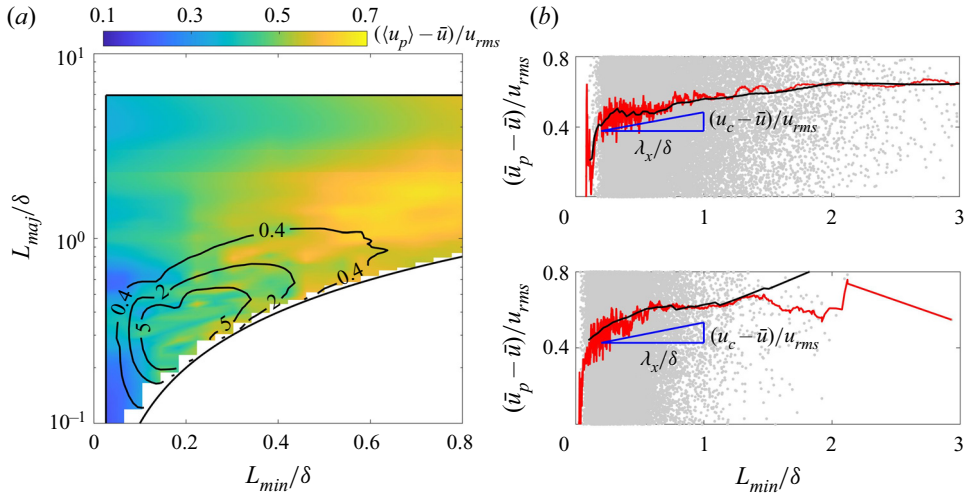 (a)
0.1 0.3 0.5 0.7
(⟨u_p⟩ − ū)/u_rms
10^1
10^0
10^−1
L_maj/δ
0.4
0.4
2
5
0.4
2
5
0 0.2 0.4 0.6 0.8
L_min/δ
(b)
0.8
0.4
(ū_p − ū)/u_rms
(u_c − ū)/u_rms
λ_x/δ
0 1 2 3
0.8
0.4
(ū_p − ū)/u_rms
(u_c − ū)/u_rms
λ_x/δ
0 1 2 3
L_min/δ